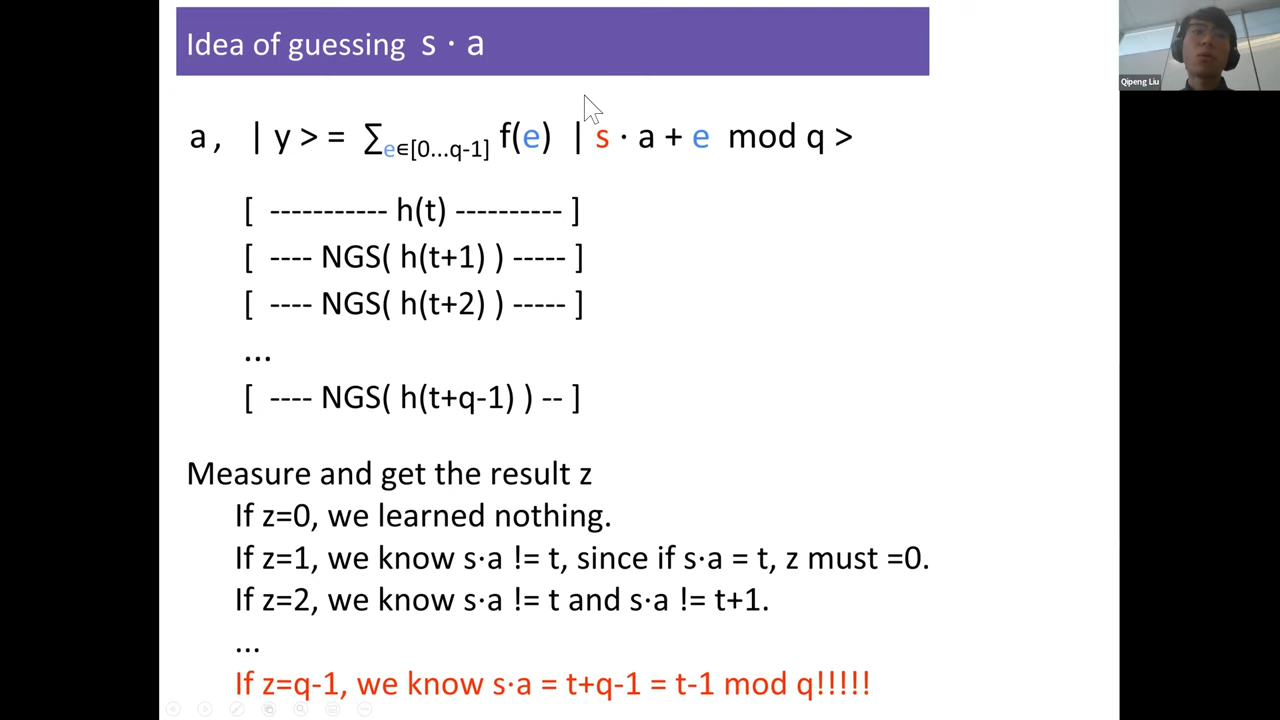 Idea of guessing s · a
Qipeng Liu
a, | y > = ∑e∈[0...q-1] f(e) | s · a + e mod q >
[ ----------- h(t) ---------- ]
[ ---- NGS( h(t+1) ) ----- ]
[ ---- NGS( h(t+2) ) ----- ]
...
[ ---- NGS( h(t+q-1) ) -- ]
Measure and get the result z
If z=0, we learned nothing.
If z=1, we know s·a != t, since if s·a = t, z must =0.
If z=2, we know s·a != t and s·a != t+1.
...
If z=q-1, we know s·a = t+q-1 = t-1 mod q!!!!!